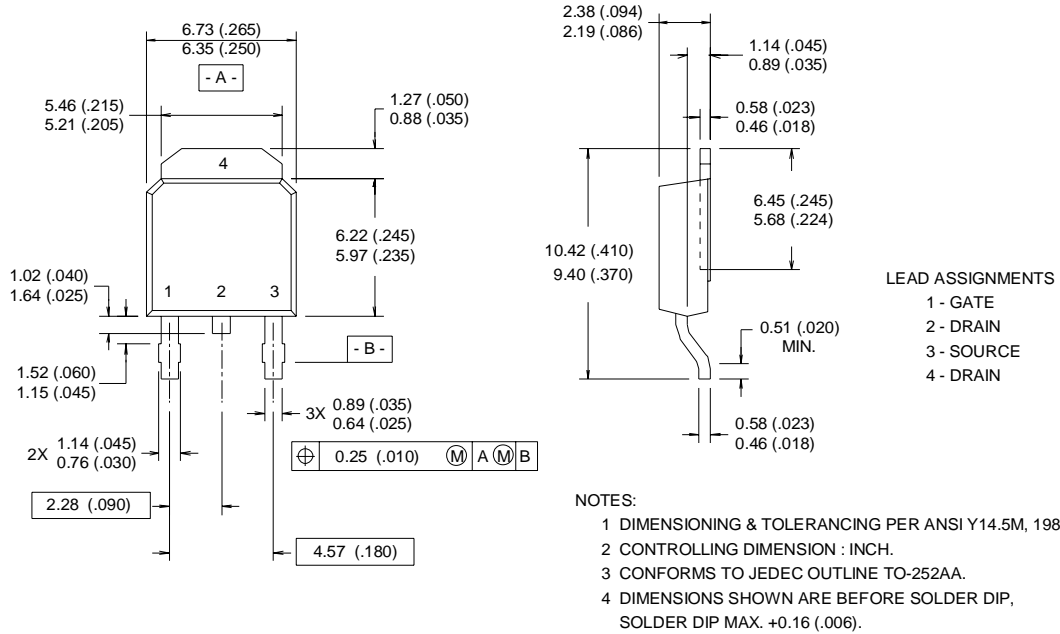 6.73 (.265)
6.35 (.250)
- A -
5.46 (.215)
5.21 (.205)
1.27 (.050)
0.88 (.035)
4
6.22 (.245)
5.97 (.235)
1.02 (.040)
1.64 (.025)
1 2 3
1.52 (.060)
1.15 (.045)
- B -
3X 0.89 (.035)
0.64 (.025)
2X 1.14 (.045)
0.76 (.030)
⌖ 0.25 (.010) Ⓜ A Ⓜ B
2.28 (.090)
4.57 (.180)
2.38 (.094)
2.19 (.086)
1.14 (.045)
0.89 (.035)
0.58 (.023)
0.46 (.018)
6.45 (.245)
5.68 (.224)
10.42 (.410)
9.40 (.370)
0.51 (.020)
MIN.
0.58 (.023)
0.46 (.018)
LEAD ASSIGNMENTS
1 - GATE
2 - DRAIN
3 - SOURCE
4 - DRAIN
NOTES:
1 DIMENSIONING & TOLERANCING PER ANSI Y14.5M, 198
2 CONTROLLING DIMENSION : INCH.
3 CONFORMS TO JEDEC OUTLINE TO-252AA.
4 DIMENSIONS SHOWN ARE BEFORE SOLDER DIP,
SOLDER DIP MAX. +0.16 (.006).